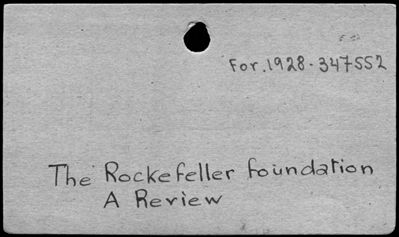 For.1928-347552
The Rockefeller foundation
A Review